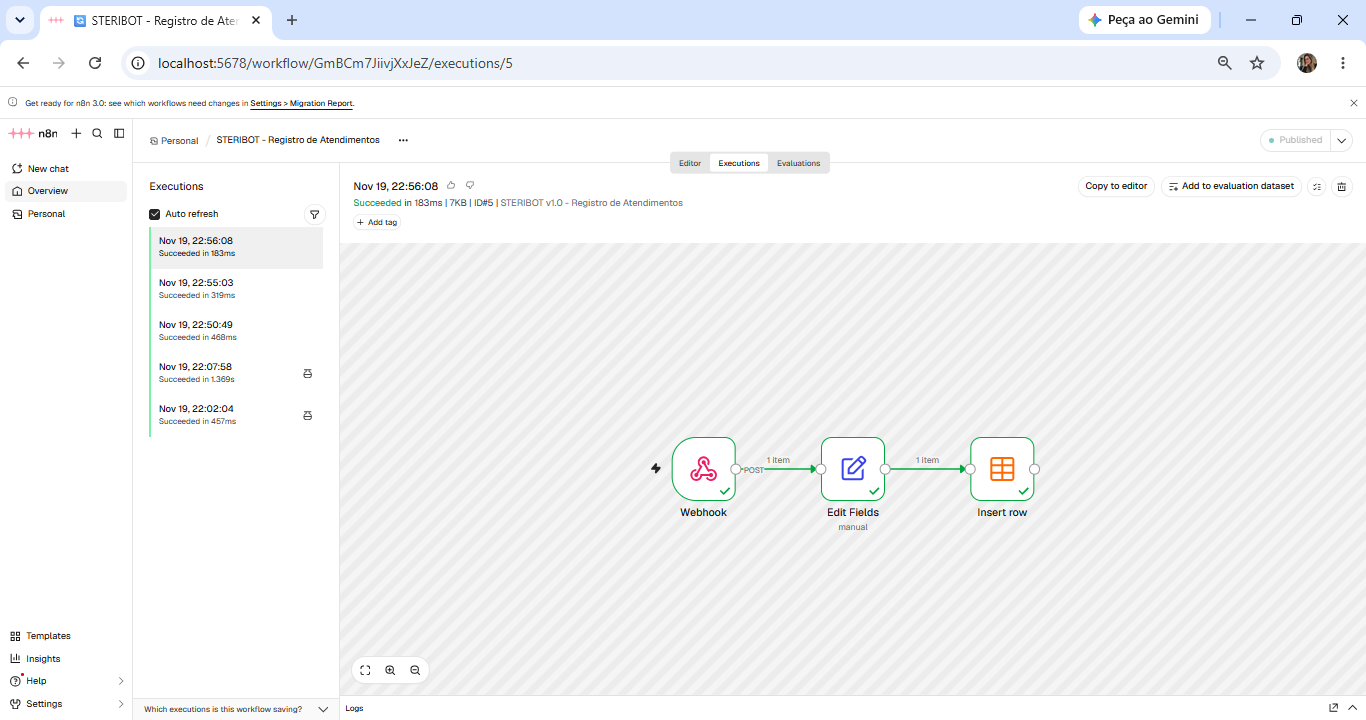 STERIBOT - Registro de Ate
Peça ao Gemini
localhost:5678/workflow/GmBCm7JiivjXxJeZ/executions/5
Get ready for n8n 3.0: see which workflows need changes in Settings > Migration Report.
n8n
Personal / STERIBOT - Registro de Atendimentos ...
Published
New chat
Overview
Personal
Editor
Executions
Evaluations
Executions
Auto refresh
Nov 19, 22:56:08
Succeeded in 183ms
Nov 19, 22:55:03
Succeeded in 319ms
Nov 19, 22:50:49
Succeeded in 468ms
Nov 19, 22:07:58
Succeeded in 1.369s
Nov 19, 22:02:04
Succeeded in 457ms
Nov 19, 22:56:08
Succeeded in 183ms | 7KB | ID#5 | STERIBOT v1.0 - Registro de Atendimentos
+ Add tag
Copy to editor
Add to evaluation dataset
POST
1 item
1 item
Webhook
Edit Fields
manual
Insert row
Templates
Insights
Help
Settings
Which executions is this workflow saving?
Logs